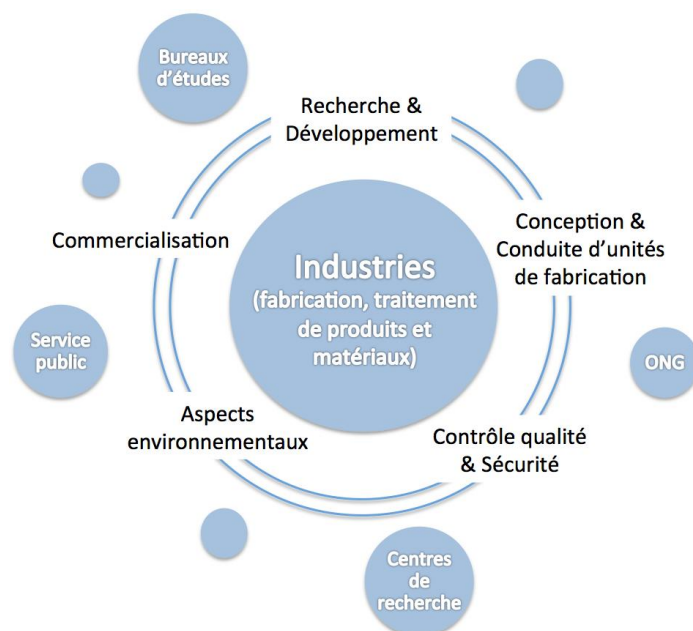 Bureaux
d'études
Recherche &
Développement
Commercialisation
Conception &
Conduite d'unités
de fabrication
Industries
(fabrication, traitement
de produits et
matériaux)
Service
public
ONG
Aspects
environnementaux
Contrôle qualité
& Sécurité
Centres
de
recherche